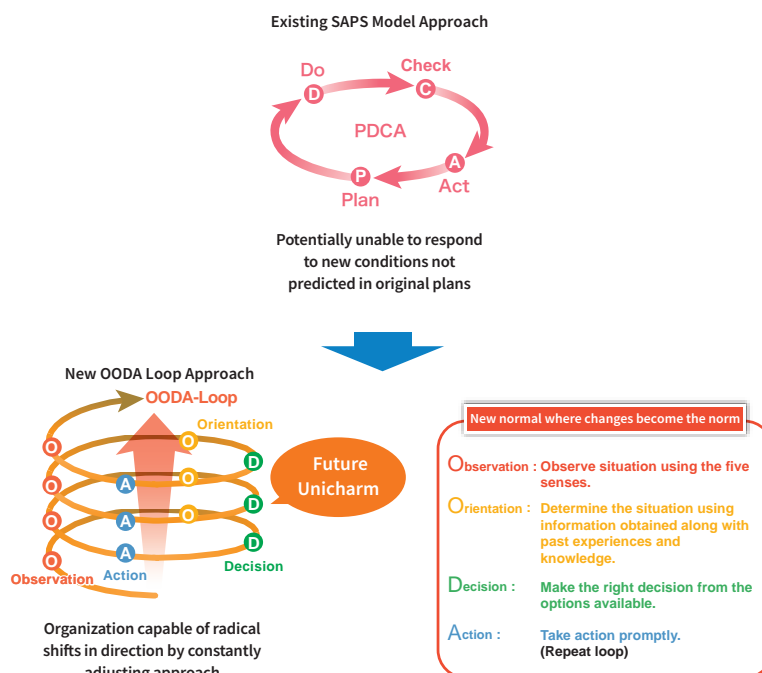 Existing SAPS Model Approach
Do
Check
D
C
PDCA
P
A
Plan
Act
Potentially unable to respond
to new conditions not
predicted in original plans
New OODA Loop Approach
OODA-Loop
Orientation
O
O
D
O
A
O
D
O
A
O
D
O
A
Observation
Action
Decision
Future
Unicharm
Organization capable of radical
shifts in direction by constantly
adjusting approach
New normal where changes become the norm
Observation : Observe situation using the five
senses.
Orientation : Determine the situation using
information obtained along with
past experiences and
knowledge.
Decision : Make the right decision from the
options available.
Action : Take action promptly.
(Repeat loop)